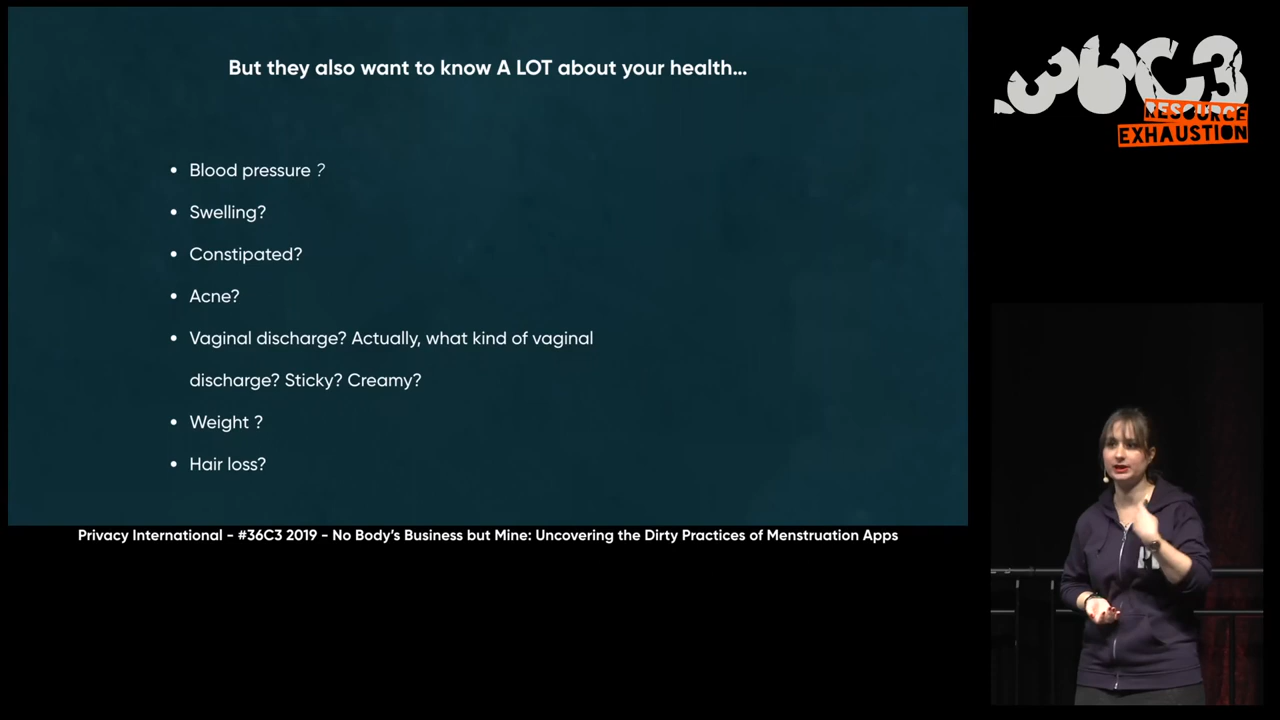 But they also want to know A LOT about your health...
• Blood pressure ?
• Swelling?
• Constipated?
• Acne?
• Vaginal discharge? Actually, what kind of vaginal
discharge? Sticky? Creamy?
• Weight ?
• Hair loss?
Privacy International - #36C3 2019 - No Body's Business but Mine: Uncovering the Dirty Practices of Menstruation Apps
36C3
RESOURCE
EXHAUSTION